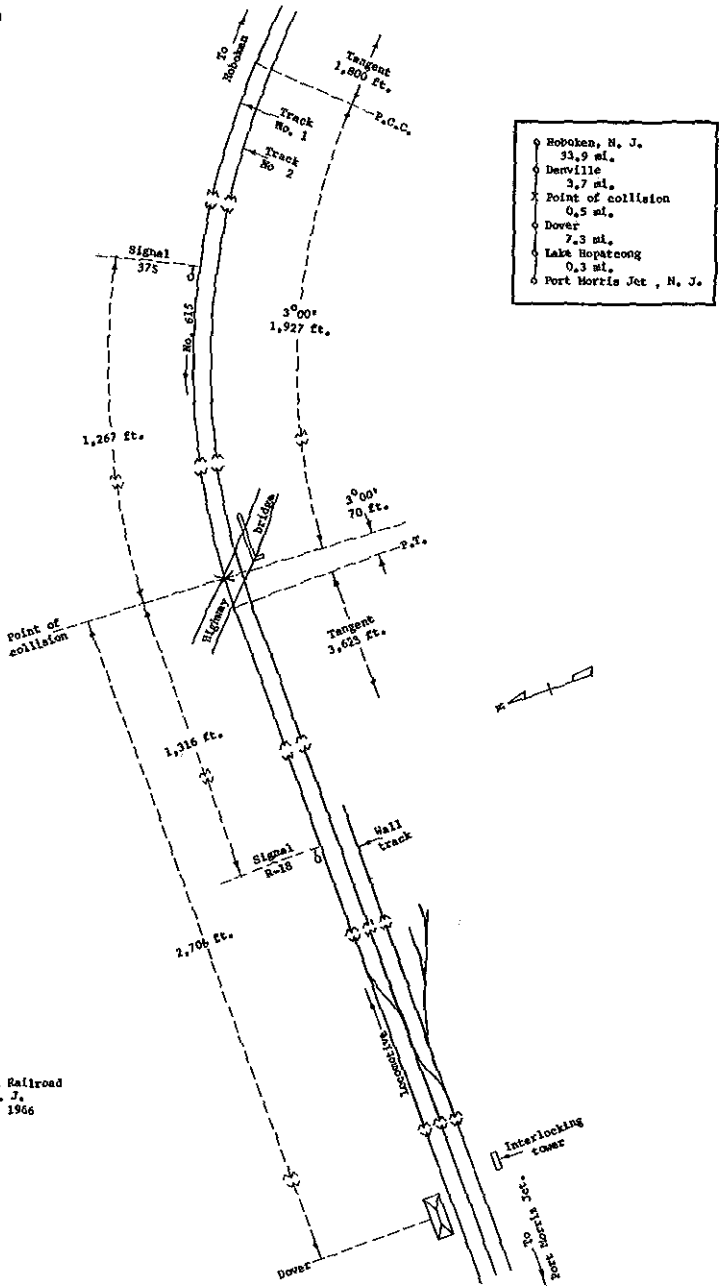 To
Hoboken
Tangent
1,800 ft.
P.C.C.
Track
No. 1
Track
No 2
Hoboken, N. J.
33.9 mi.
Denville
3.7 mi.
Point of collision
0.5 mi.
Dover
7.3 mi.
Lake Hopatcong
0.3 mi.
Port Morris Jct , N. J.
Signal
375
No. 615
3°00'
1,927 ft.
1,267 ft.
Highway
bridge
3°00'
70 ft.
P.T.
Point of
collision
Tangent
3,623 ft.
N
1,316 ft.
Signal
R-18
Wall
track
2,706 ft.
Locomotive
Railroad
. J.
1966
Interlocking
tower
To
Port Morris Jct.
Dover